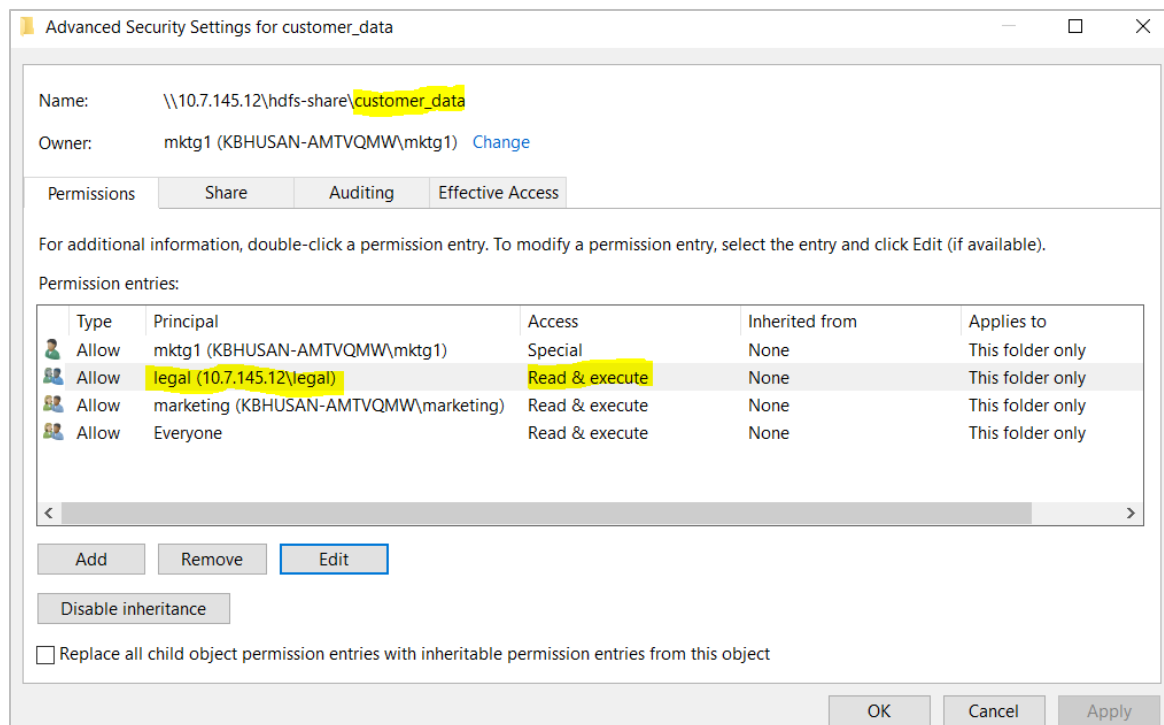 Advanced Security Settings for customer_data
Name: \\10.7.145.12\hdfs-share\customer_data
Owner: mktg1 (KBHUSAN-AMTVQMW\mktg1) Change
Permissions Share Auditing Effective Access
For additional information, double-click a permission entry. To modify a permission entry, select the entry and click Edit (if available).
Permission entries:
Type Principal Access Inherited from Applies to
Allow mktg1 (KBHUSAN-AMTVQMW\mktg1) Special None This folder only
Allow legal (10.7.145.12\legal) Read & execute None This folder only
Allow marketing (KBHUSAN-AMTVQMW\marketing) Read & execute None This folder only
Allow Everyone Read & execute None This folder only
Add Remove Edit
Disable inheritance
Replace all child object permission entries with inheritable permission entries from this object
OK Cancel Apply